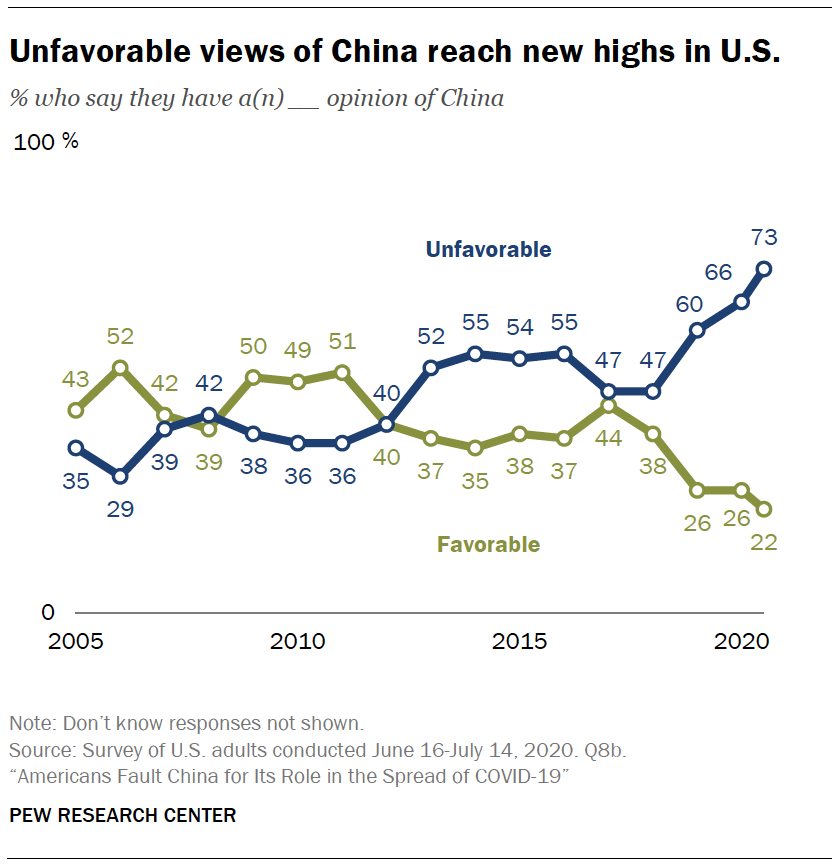 Unfavorable views of China reach new highs in U.S.
% who say they have a(n) ___ opinion of China
100 %
Unfavorable
73
66
60
52 55 54 55
47 47
52
50 49 51
43
42 42
40
35
29
39
39
38 36 36
40
37 35 38 37
44
38
26 26
22
Favorable
0
2005 2010 2015 2020
Note: Don’t know responses not shown.
Source: Survey of U.S. adults conducted June 16-July 14, 2020. Q8b.
“Americans Fault China for Its Role in the Spread of COVID-19”
PEW RESEARCH CENTER